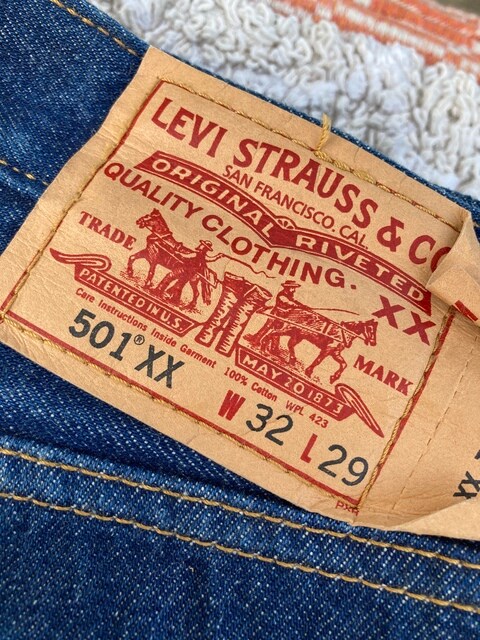 LEVI STRAUSS & CO
SAN FRANCISCO. CAL.
ORIGINAL RIVETED
QUALITY CLOTHING.
XX
TRADE MARK
PATENTED IN U.S. MAY 20 1873
Care Instructions Inside Garment 100% Cotton WPL 423
501® XX
W 32 L 29
XX